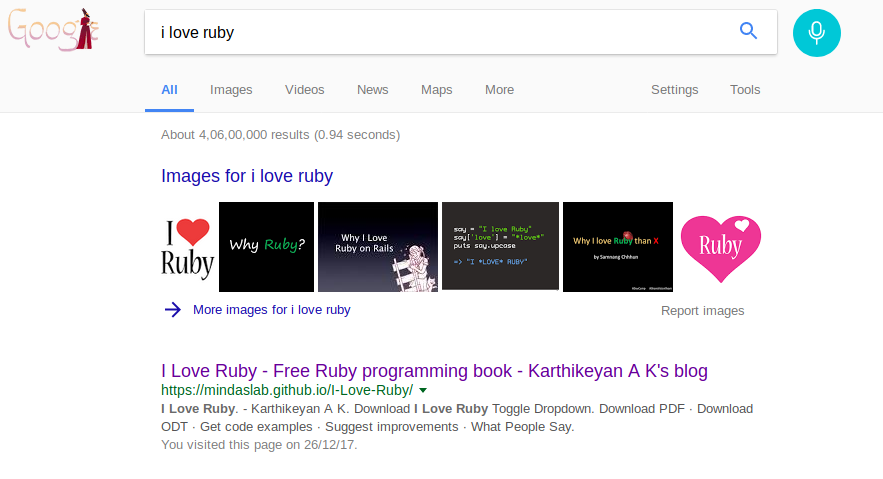 Google
i love ruby
All Images Videos News Maps More Settings Tools
About 4,06,00,000 results (0.94 seconds)
Images for i love ruby
I
Ruby
Why Ruby?
Why I Love
Ruby on Rails
say = "I love Ruby"
say['love'] = "*love*"
puts say.upcase
=> "I *LOVE* RUBY"
Why I love Ruby than X
by Samnang Chhun
Ruby
More images for i love ruby
Report images
I Love Ruby - Free Ruby programming book - Karthikeyan A K's blog
https://mindaslab.github.io/I-Love-Ruby/
I Love Ruby. - Karthikeyan A K. Download I Love Ruby Toggle Dropdown. Download PDF · Download
ODT · Get code examples · Suggest improvements · What People Say.
You visited this page on 26/12/17.